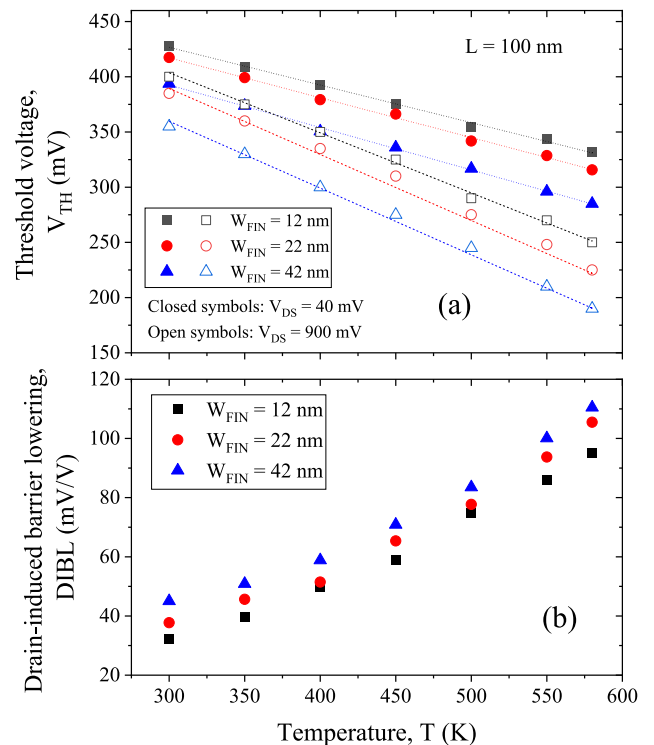 (a)
L = 100 nm
450
400
350
300
250
200
150
Threshold voltage,
V_TH (mV)
W_FIN = 12 nm
W_FIN = 22 nm
W_FIN = 42 nm
Closed symbols: V_DS = 40 mV
Open symbols: V_DS = 900 mV
(a)
120
100
80
60
40
20
Drain-induced barrier lowering,
DIBL (mV/V)
W_FIN = 12 nm
W_FIN = 22 nm
W_FIN = 42 nm
(b)
300 350 400 450 500 550 600
Temperature, T (K)